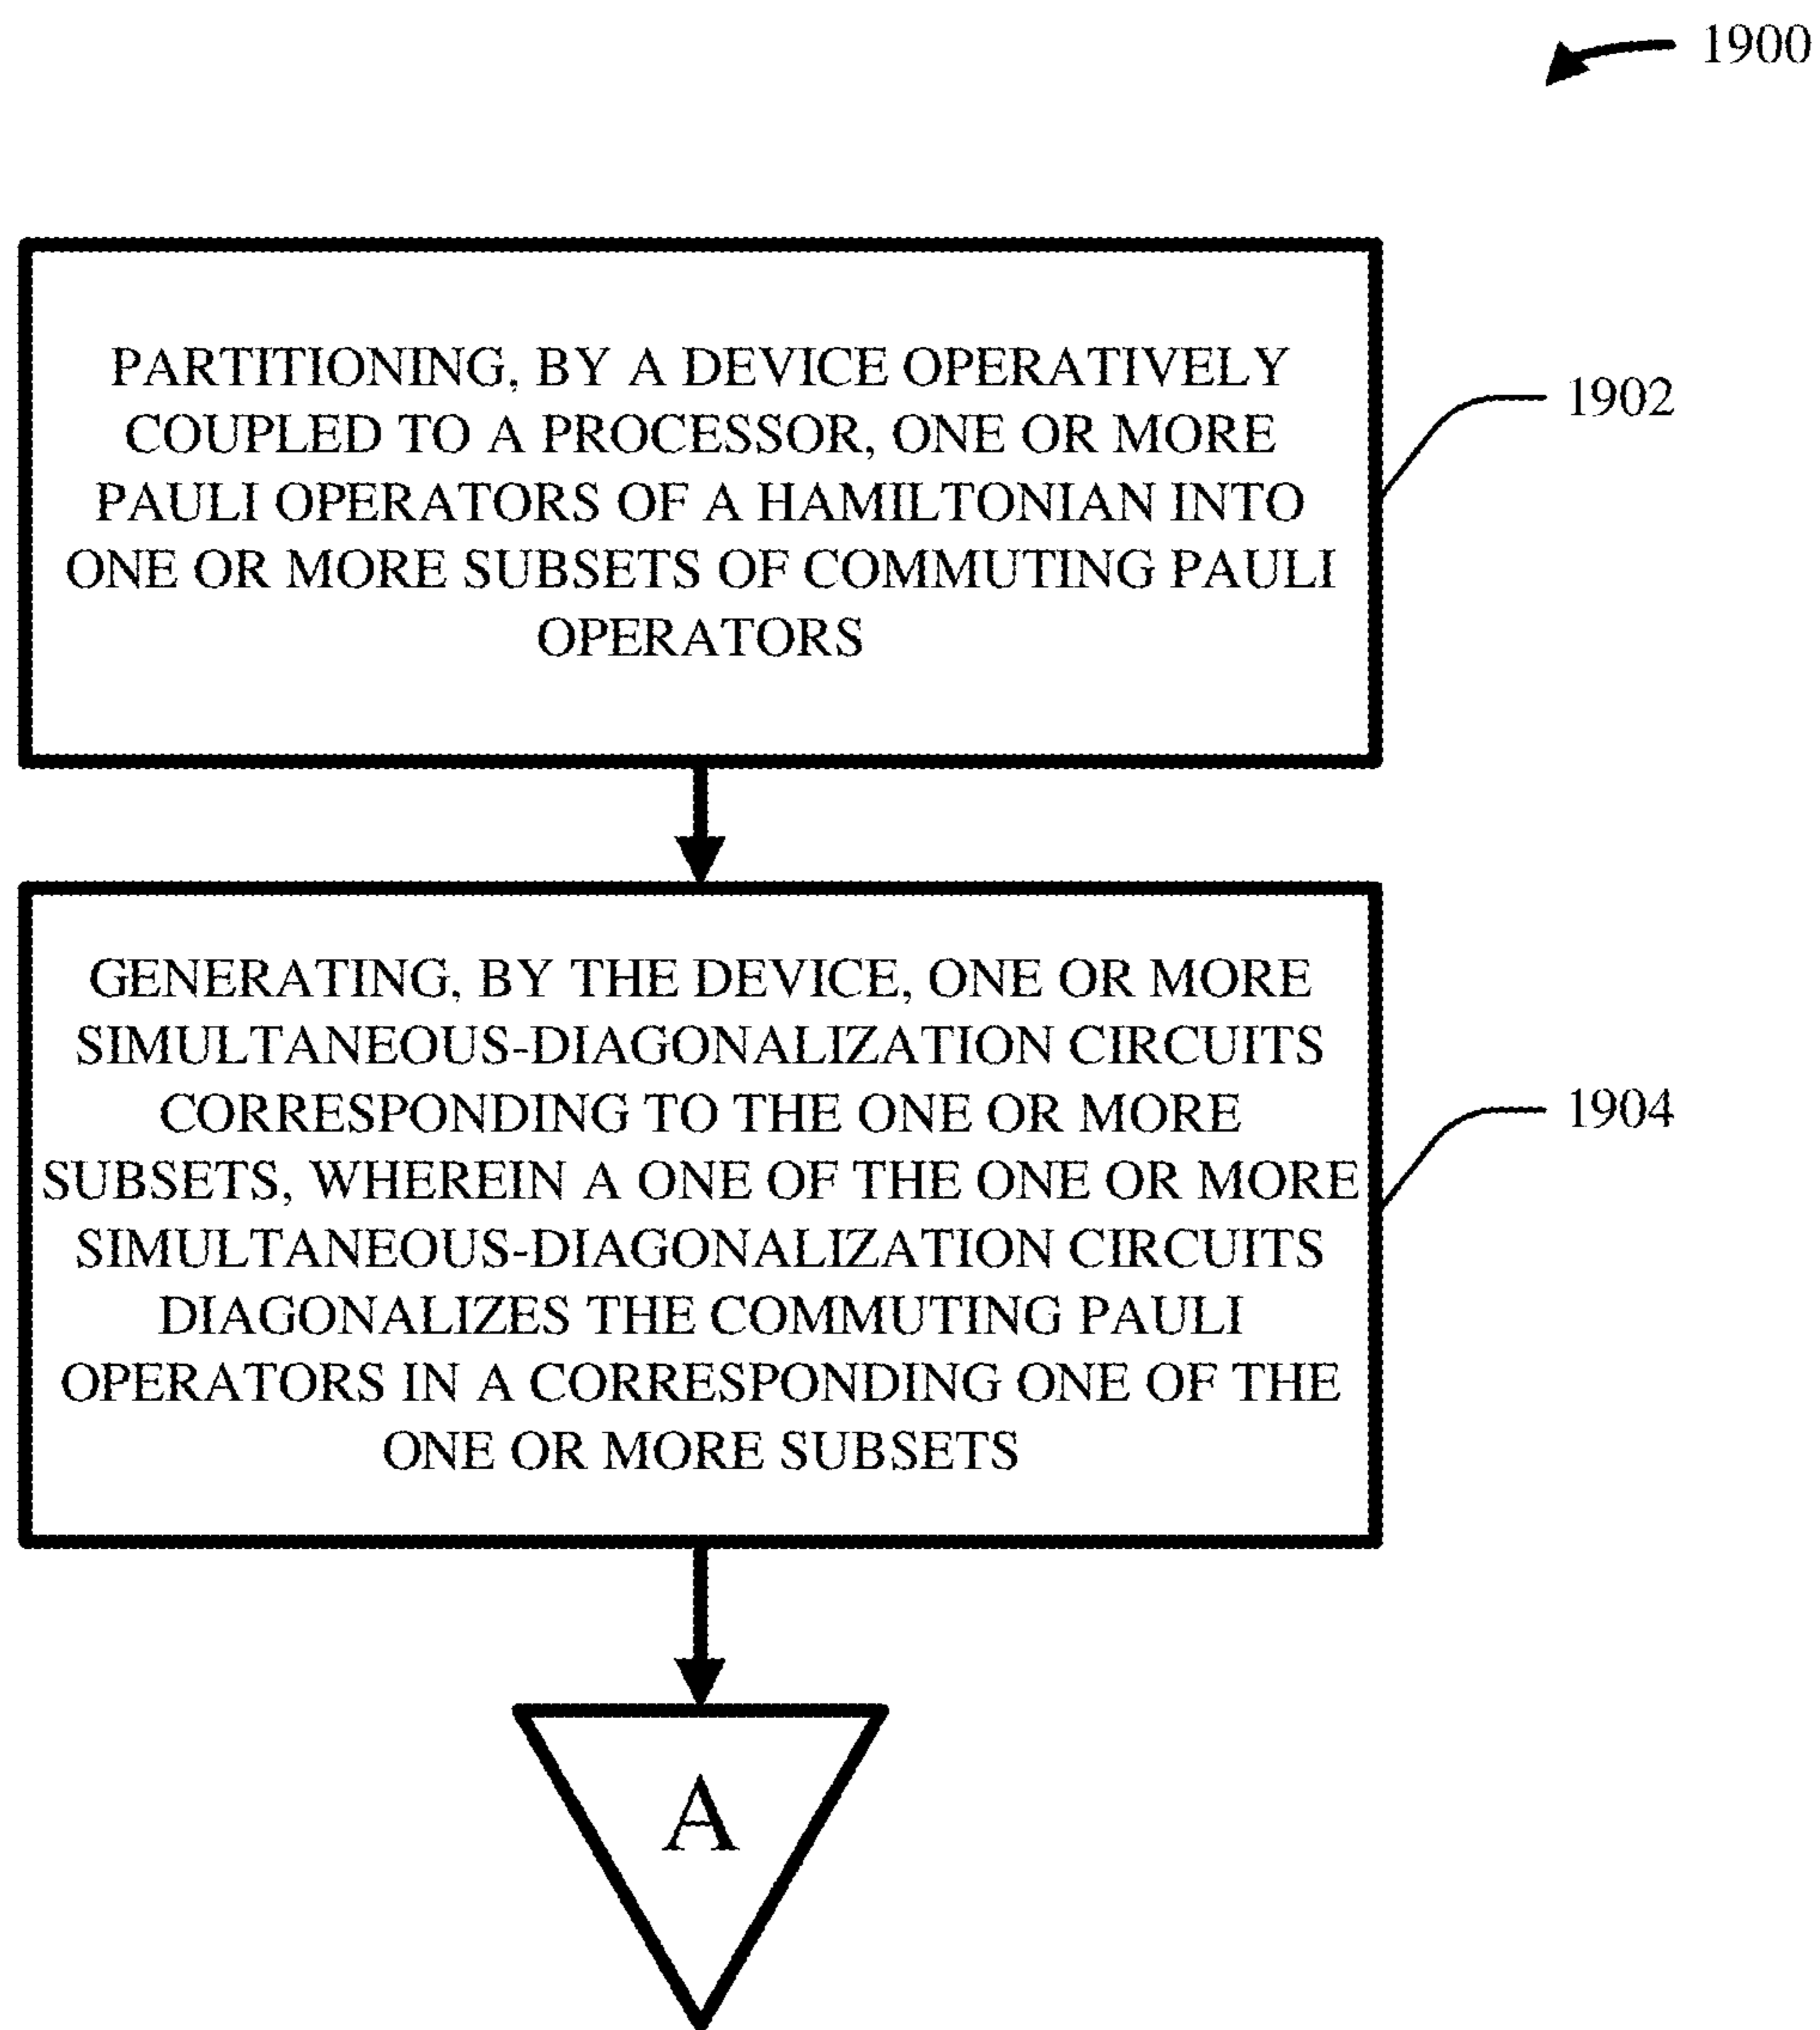 1900
PARTITIONING, BY A DEVICE OPERATIVELY
COUPLED TO A PROCESSOR, ONE OR MORE
PAULI OPERATORS OF A HAMILTONIAN INTO
ONE OR MORE SUBSETS OF COMMUTING PAULI
OPERATORS
1902
GENERATING, BY THE DEVICE, ONE OR MORE
SIMULTANEOUS-DIAGONALIZATION CIRCUITS
CORRESPONDING TO THE ONE OR MORE
SUBSETS, WHEREIN A ONE OF THE ONE OR MORE
SIMULTANEOUS-DIAGONALIZATION CIRCUITS
DIAGONALIZES THE COMMUTING PAULI
OPERATORS IN A CORRESPONDING ONE OF THE
ONE OR MORE SUBSETS
1904
A